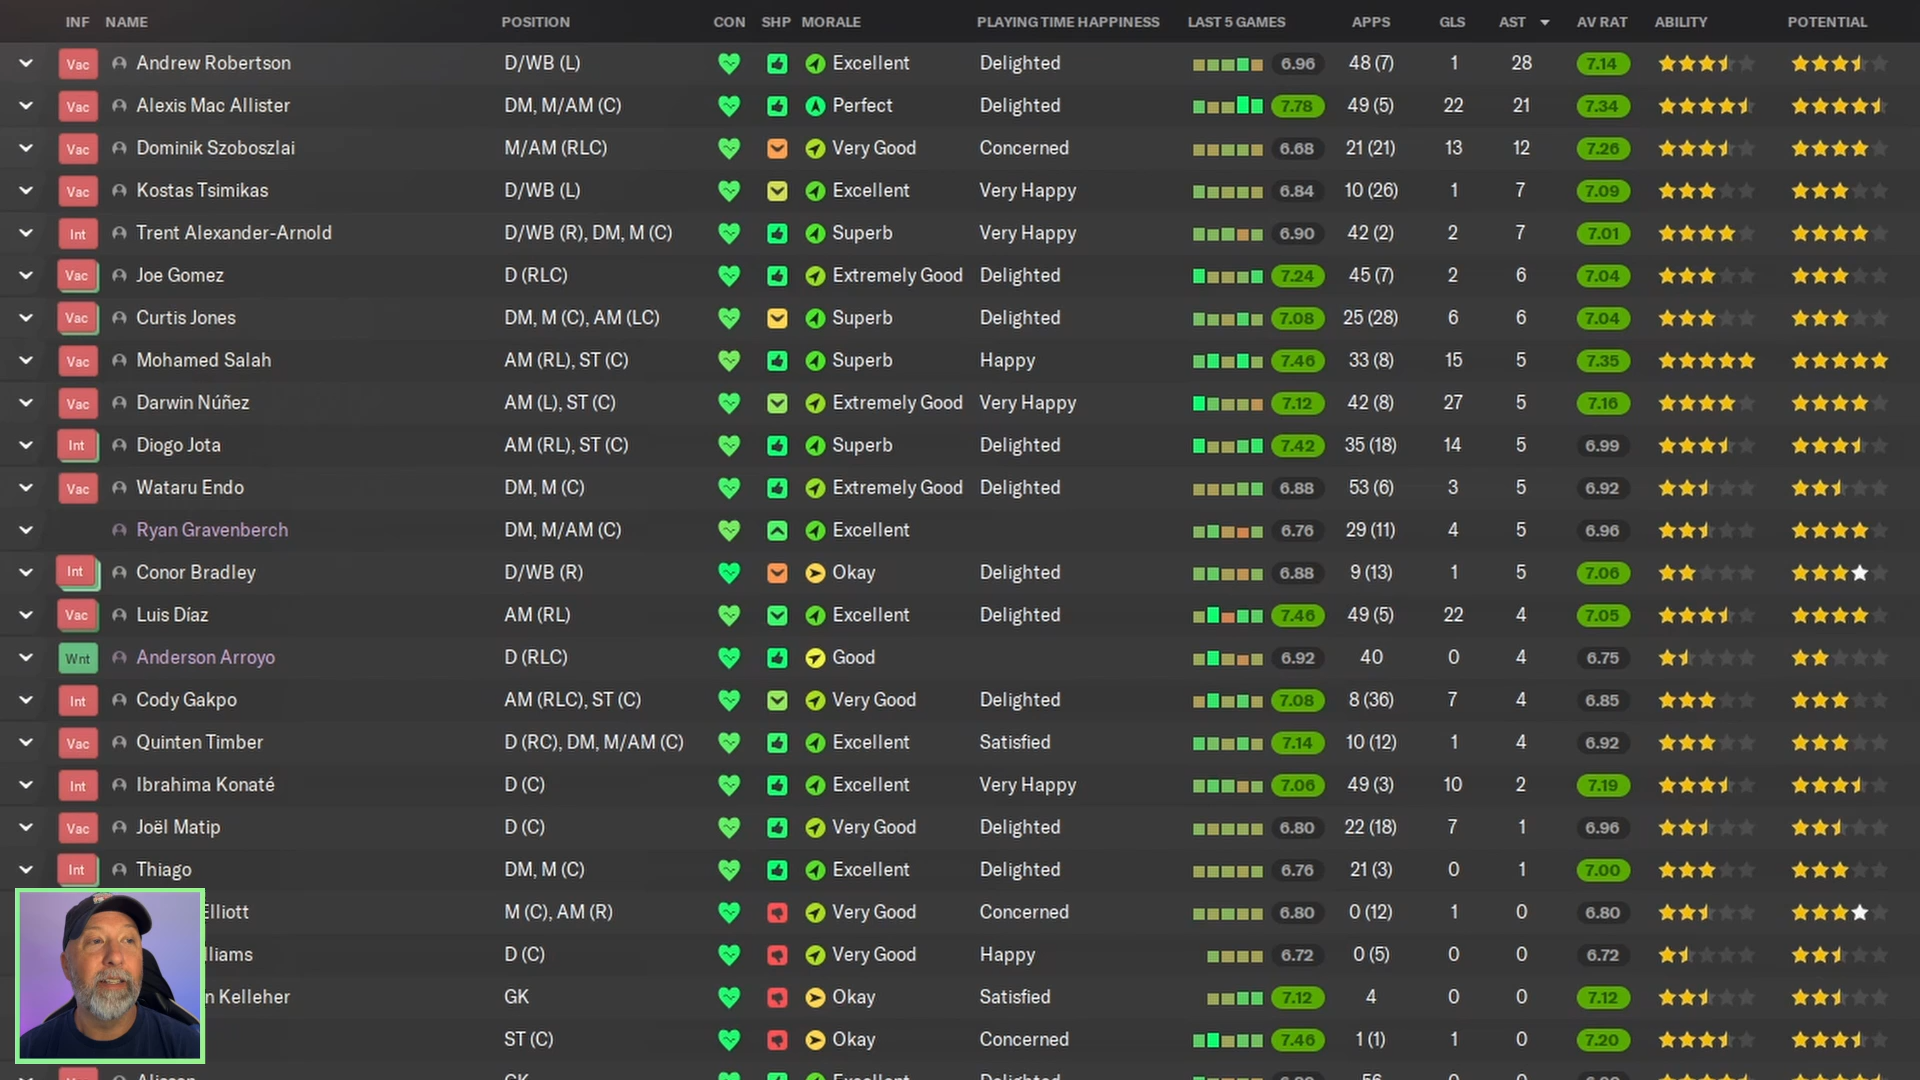 INF NAME POSITION CON SHP MORALE PLAYING TIME HAPPINESS LAST 5 GAMES APPS GLS AST AV RAT ABILITY POTENTIAL
Vac Andrew Robertson D/WB (L) Excellent Delighted 6.96 48 (7) 1 28 7.14
Vac Alexis Mac Allister DM, M/AM (C) Perfect Delighted 7.78 49 (5) 22 21 7.34
Vac Dominik Szoboszlai M/AM (RLC) Very Good Concerned 6.68 21 (21) 13 12 7.26
Vac Kostas Tsimikas D/WB (L) Excellent Very Happy 6.84 10 (26) 1 7 7.09
Int Trent Alexander-Arnold D/WB (R), DM, M (C) Superb Very Happy 6.90 42 (2) 2 7 7.01
Vac Joe Gomez D (RLC) Extremely Good Delighted 7.24 45 (7) 2 6 7.04
Vac Curtis Jones DM, M (C), AM (LC) Superb Delighted 7.08 25 (28) 6 6 7.04
Vac Mohamed Salah AM (RL), ST (C) Superb Happy 7.46 33 (8) 15 5 7.35
Vac Darwin Núñez AM (L), ST (C) Extremely Good Very Happy 7.12 42 (8) 27 5 7.16
Int Diogo Jota AM (RL), ST (C) Superb Delighted 7.42 35 (18) 14 5 6.99
Vac Wataru Endo DM, M (C) Extremely Good Delighted 6.88 53 (6) 3 5 6.92
Ryan Gravenberch DM, M/AM (C) Excellent 6.76 29 (11) 4 5 6.96
Int Conor Bradley D/WB (R) Okay Delighted 6.88 9 (13) 1 5 7.06
Vac Luis Díaz AM (RL) Excellent Delighted 7.46 49 (5) 22 4 7.05
Wnt Anderson Arroyo D (RLC) Good 6.92 40 0 4 6.75
Int Cody Gakpo AM (RLC), ST (C) Very Good Delighted 7.08 8 (36) 7 4 6.85
Vac Quinten Timber D (RC), DM, M/AM (C) Excellent Satisfied 7.14 10 (12) 1 4 6.92
Int Ibrahima Konaté D (C) Excellent Very Happy 7.06 49 (3) 10 2 7.19
Vac Joël Matip D (C) Very Good Delighted 6.80 22 (18) 7 1 6.96
Int Thiago DM, M (C) Excellent Delighted 6.76 21 (3) 0 1 7.00
Elliott M (C), AM (R) Very Good Concerned 6.80 0 (12) 1 0 6.80
lliams D (C) Very Good Happy 6.72 0 (5) 0 0 6.72
n Kelleher GK Okay Satisfied 7.12 4 0 0 7.12
ST (C) Okay Concerned 7.46 1 (1) 1 0 7.20